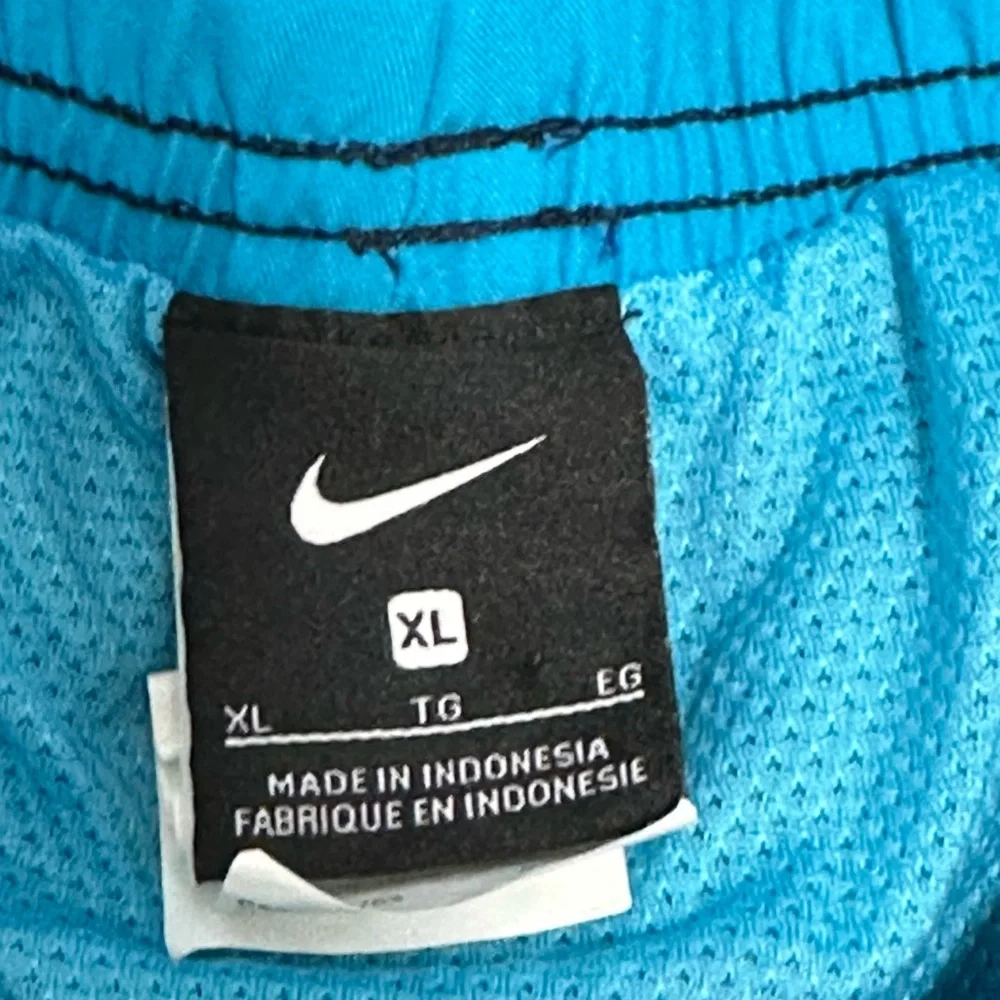 XL
XL TG EG
MADE IN INDONESIA
FABRIQUE EN INDONESIE